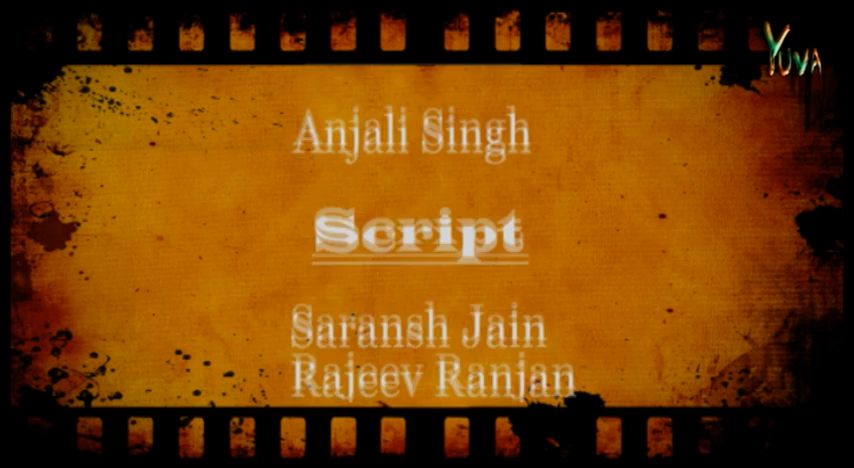 Yuva
Anjali Singh
Script
Saransh Jain
Rajeev Ranjan